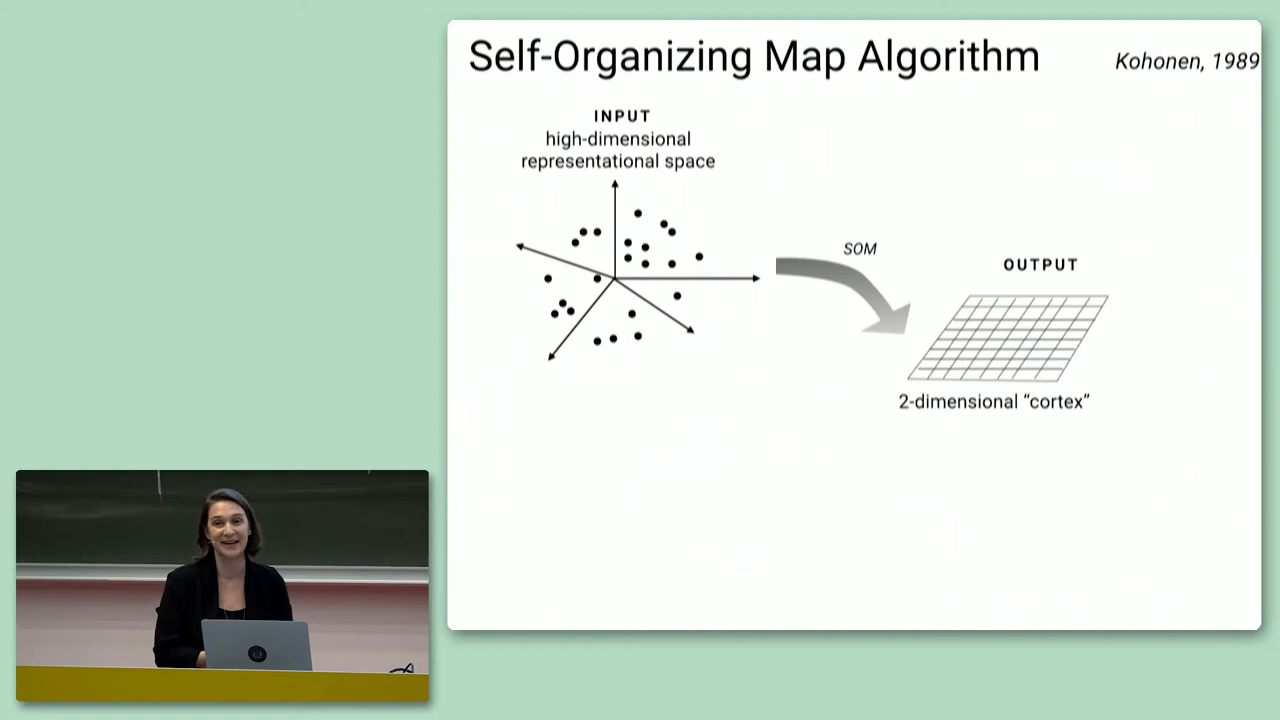 Self-Organizing Map Algorithm
Kohonen, 1989
INPUT
high-dimensional
representational space
SOM
OUTPUT
2-dimensional “cortex”